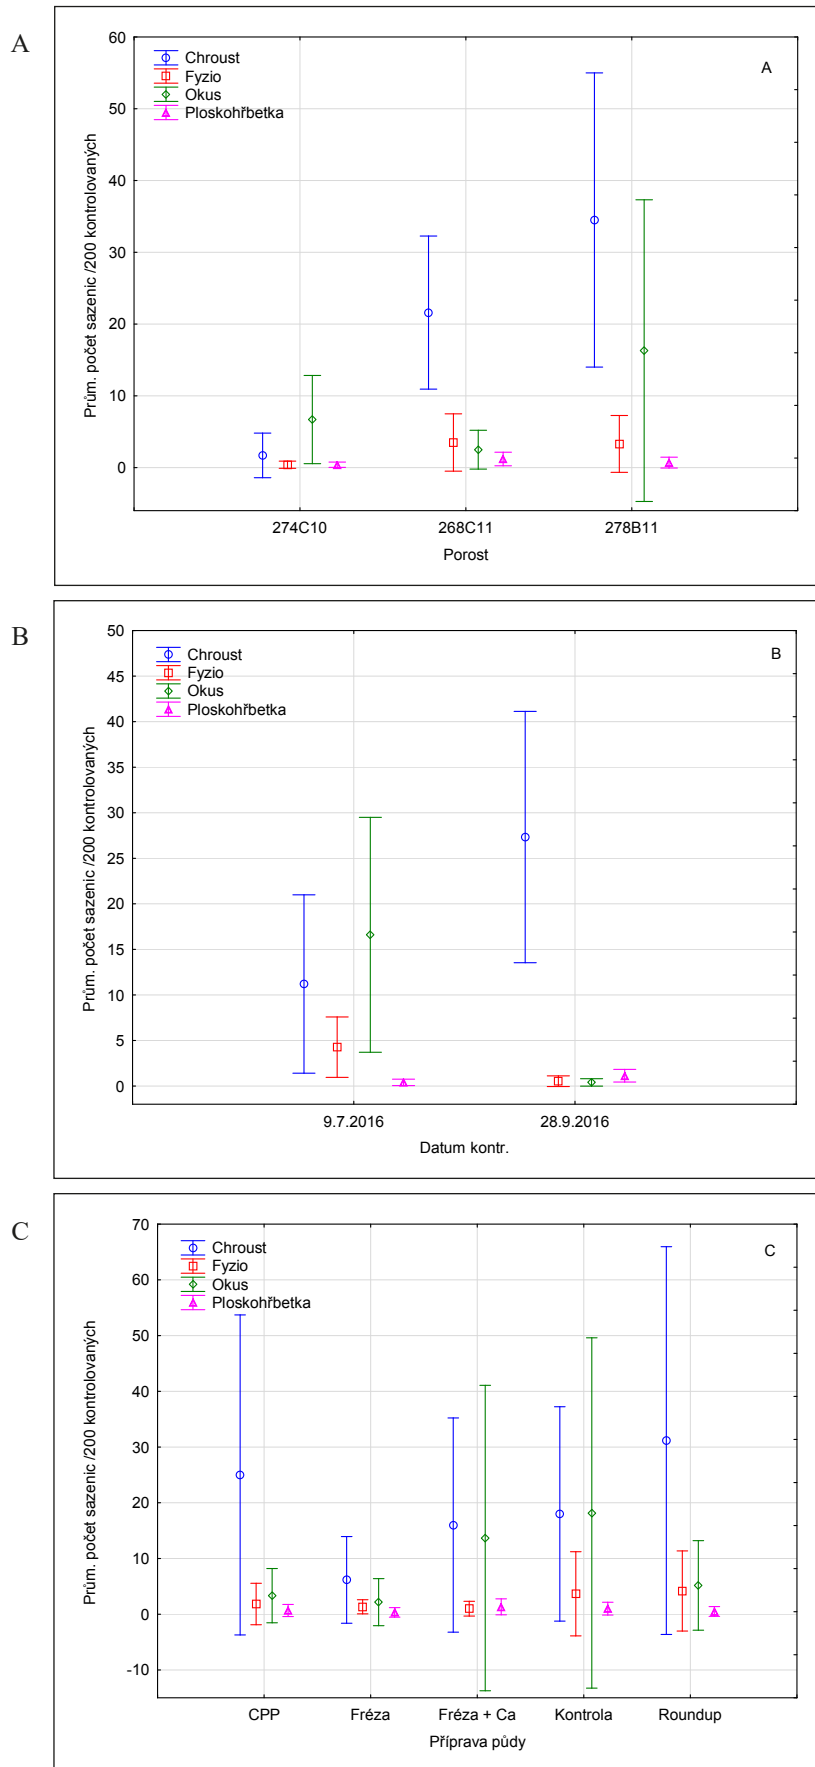 A
A
Chroust
Fyzio
Okus
Ploskohřbetka
Prům. počet sazenic /200 kontrolovaných
60
50
40
30
20
10
0
274C10 268C11 278B11
Porost
B
B
Chroust
Fyzio
Okus
Ploskohřbetka
Prům. počet sazenic /200 kontrolovaných
50
45
40
35
30
25
20
15
10
5
0
9.7.2016 28.9.2016
Datum kontr.
C
C
Chroust
Fyzio
Okus
Ploskohřbetka
Prům. počet sazenic /200 kontrolovaných
70
60
50
40
30
20
10
0
-10
CPP Fréza Fréza + Ca Kontrola Roundup
Příprava půdy